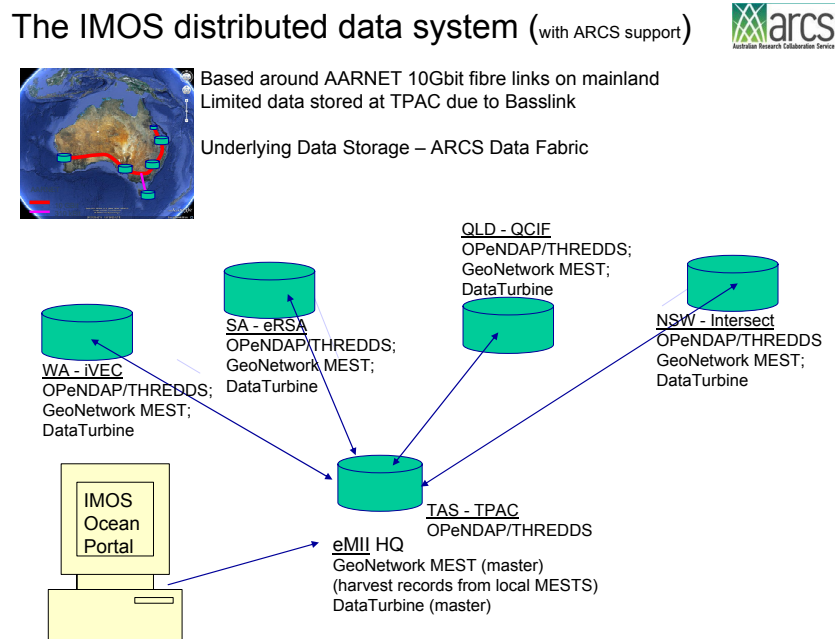 The IMOS distributed data system (with ARCS support)
arcs
Australian Research Collaboration Service
Based around AARNET 10Gbit fibre links on mainland
Limited data stored at TPAC due to Basslink
Underlying Data Storage – ARCS Data Fabric
QLD - QCIF
OPeNDAP/THREDDS;
GeoNetwork MEST;
DataTurbine
SA - eRSA
OPeNDAP/THREDDS;
GeoNetwork MEST;
DataTurbine
NSW - Intersect
OPeNDAP/THREDDS
GeoNetwork MEST;
DataTurbine
WA - iVEC
OPeNDAP/THREDDS;
GeoNetwork MEST;
DataTurbine
IMOS
Ocean
Portal
TAS - TPAC
OPeNDAP/THREDDS
eMII HQ
GeoNetwork MEST (master)
(harvest records from local MESTS)
DataTurbine (master)